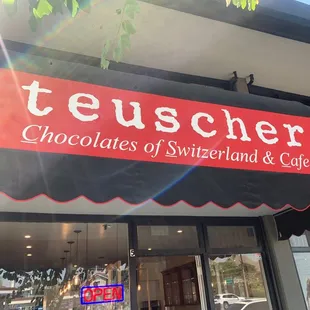 teuscher
Chocolates of Switzerland & Cafe
OPEN